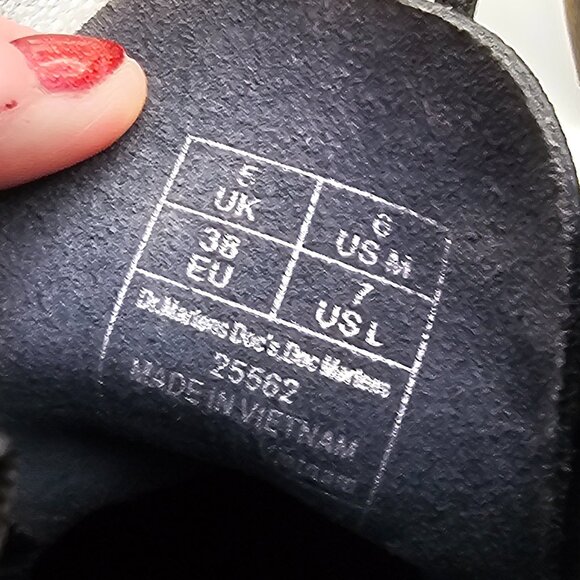 5 UK
6 US M
38 EU
7 US L
Dr.Martens Doc's.Doc Martens
25562
MADE IN VIETNAM